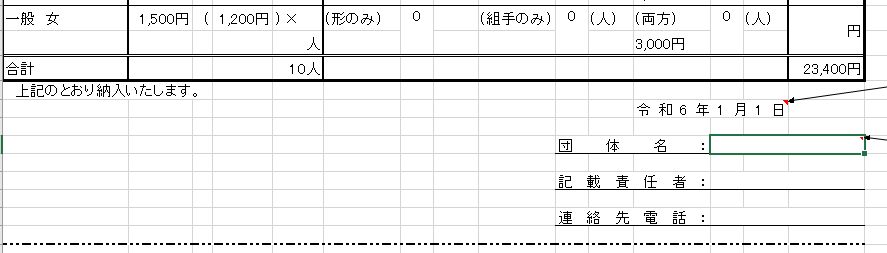 一般 女 1,500円 ( 1,200円 ) × (形のみ) 0 (組手のみ) 0 (人) (両方) 0 (人) 円
人 3,000円
合計 10人 23,400円
上記のとおり納入いたします。
令 和 6 年 1 月 1 日
団 体 名 :
記 載 責 任 者 :
連 絡 先 電 話 :